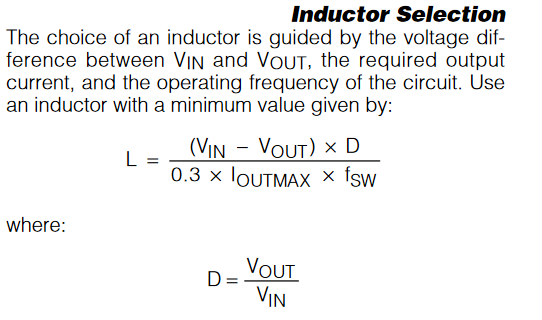 Inductor Selection
The choice of an inductor is guided by the voltage dif-
ference between VIN and VOUT, the required output
current, and the operating frequency of the circuit. Use
an inductor with a minimum value given by:
L = (VIN − VOUT) × D
0.3 × IOUTMAX × fSW
where:
D = VOUT
VIN